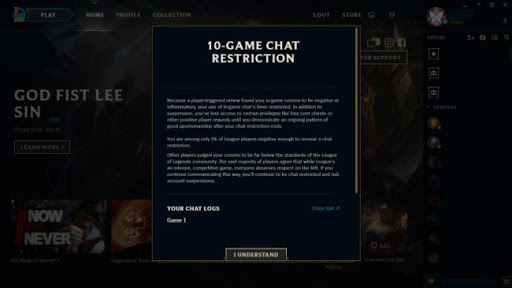 PLAY
HOME
PROFILE
COLLECTION
LOOT
STORE
SOCIAL
10-GAME CHAT
RESTRICTION
GENERAL
GOD FIST LEE
SIN
LEARN MORE >
Because a player-triggered review found your in-game comms to be negative or
inflammatory, your use of in-game chat's been restricted. In addition to
suspension, you've lost access to certain privileges like free Loot chests or
other positive player rewards until you demonstrate an ongoing pattern of
good sportsmanship after your chat restriction ends.
You are among only 5% of League players negative enough to receive a chat
restriction.
Other players judged your comms to be far below the standards of the League
of Legends community. The vast majority of players agree that while League's
an intense, competitive game, everyone deserves respect on the Rift. If you
continue communicating this way, you'll continue to be chat restricted and risk
account suspensions.
YOUR CHAT LOGS
Copy text
Game 1
NOW
NEVER
I UNDERSTAND